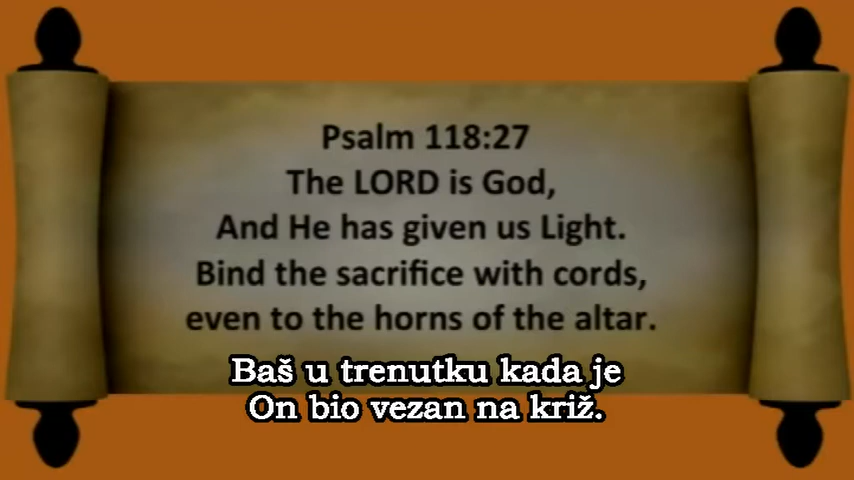 Psalm 118:27
The LORD is God,
And He has given us Light.
Bind the sacrifice with cords,
even to the horns of the altar.
Baš u trenutku kada je
On bio vezan na križ.